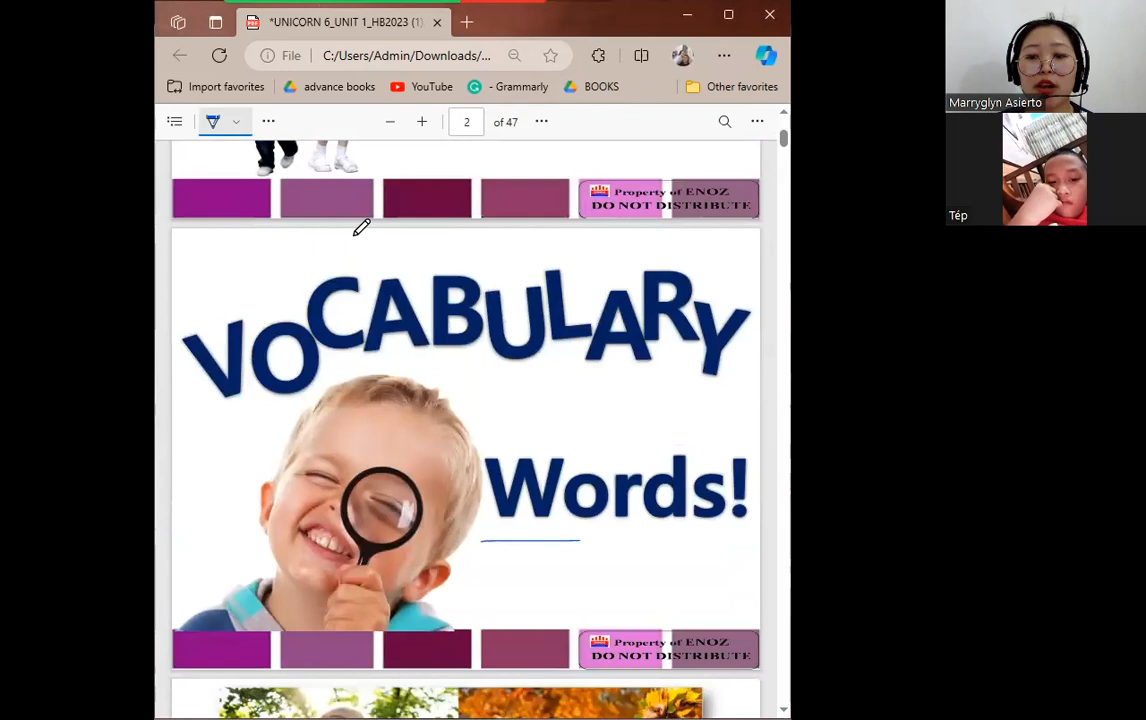 *UNICORN 6_UNIT 1_HB2023 (1)
File
C:/Users/Admin/Downloads/...
Import favorites
advance books
YouTube
- Grammarly
BOOKS
Other favorites
2
of 47
Property of ENOZ
DO NOT DISTRIBUTE
VOCABULARY
Words!
Property of ENOZ
DO NOT DISTRIBUTE
Marryglyn Asierto
Tép